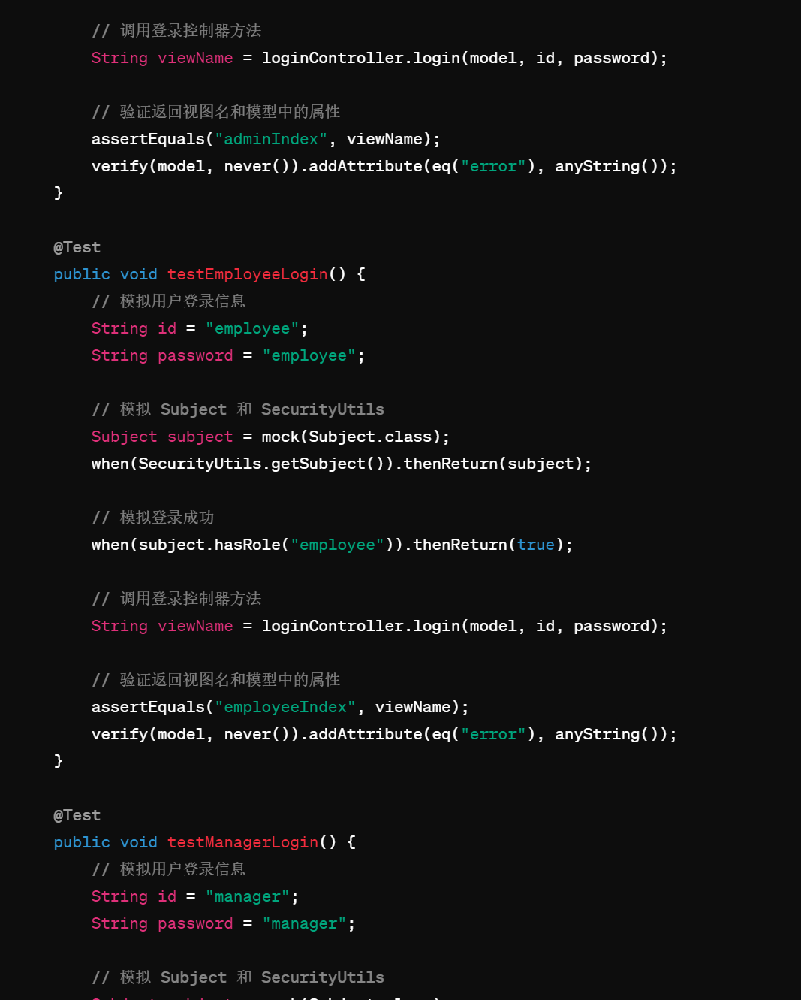 // 调用登录控制器方法
String viewName = loginController.login(model, id, password);
// 验证返回视图名和模型中的属性
assertEquals("adminIndex", viewName);
verify(model, never()).addAttribute(eq("error"), anyString());
}
@Test
public void testEmployeeLogin() {
// 模拟用户登录信息
String id = "employee";
String password = "employee";
// 模拟 Subject 和 SecurityUtils
Subject subject = mock(Subject.class);
when(SecurityUtils.getSubject()).thenReturn(subject);
// 模拟登录成功
when(subject.hasRole("employee")).thenReturn(true);
// 调用登录控制器方法
String viewName = loginController.login(model, id, password);
// 验证返回视图名和模型中的属性
assertEquals("employeeIndex", viewName);
verify(model, never()).addAttribute(eq("error"), anyString());
}
@Test
public void testManagerLogin() {
// 模拟用户登录信息
String id = "manager";
String password = "manager";
// 模拟 Subject 和 SecurityUtils